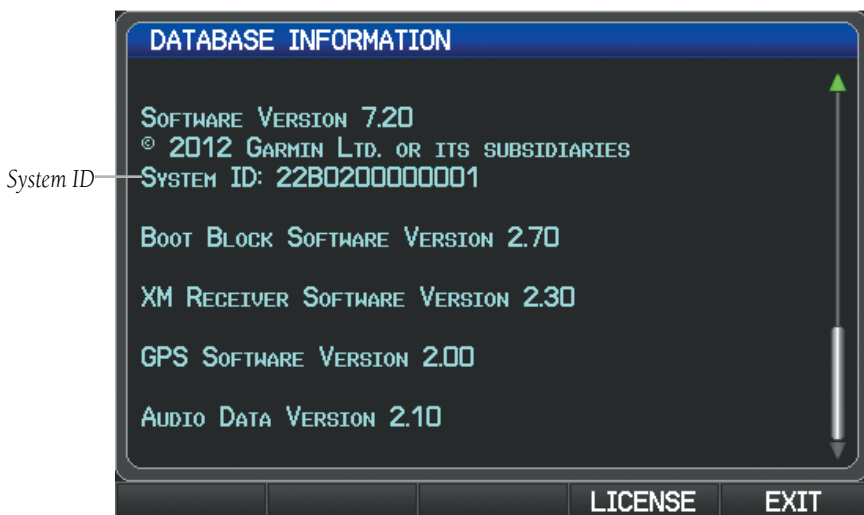 DATABASE INFORMATION
SOFTWARE VERSION 7.20
© 2012 GARMIN LTD. OR ITS SUBSIDIARIES
System ID
SYSTEM ID: 22B0200000001
BOOT BLOCK SOFTWARE VERSION 2.70
XM RECEIVER SOFTWARE VERSION 2.30
GPS SOFTWARE VERSION 2.00
AUDIO DATA VERSION 2.10
LICENSE
EXIT